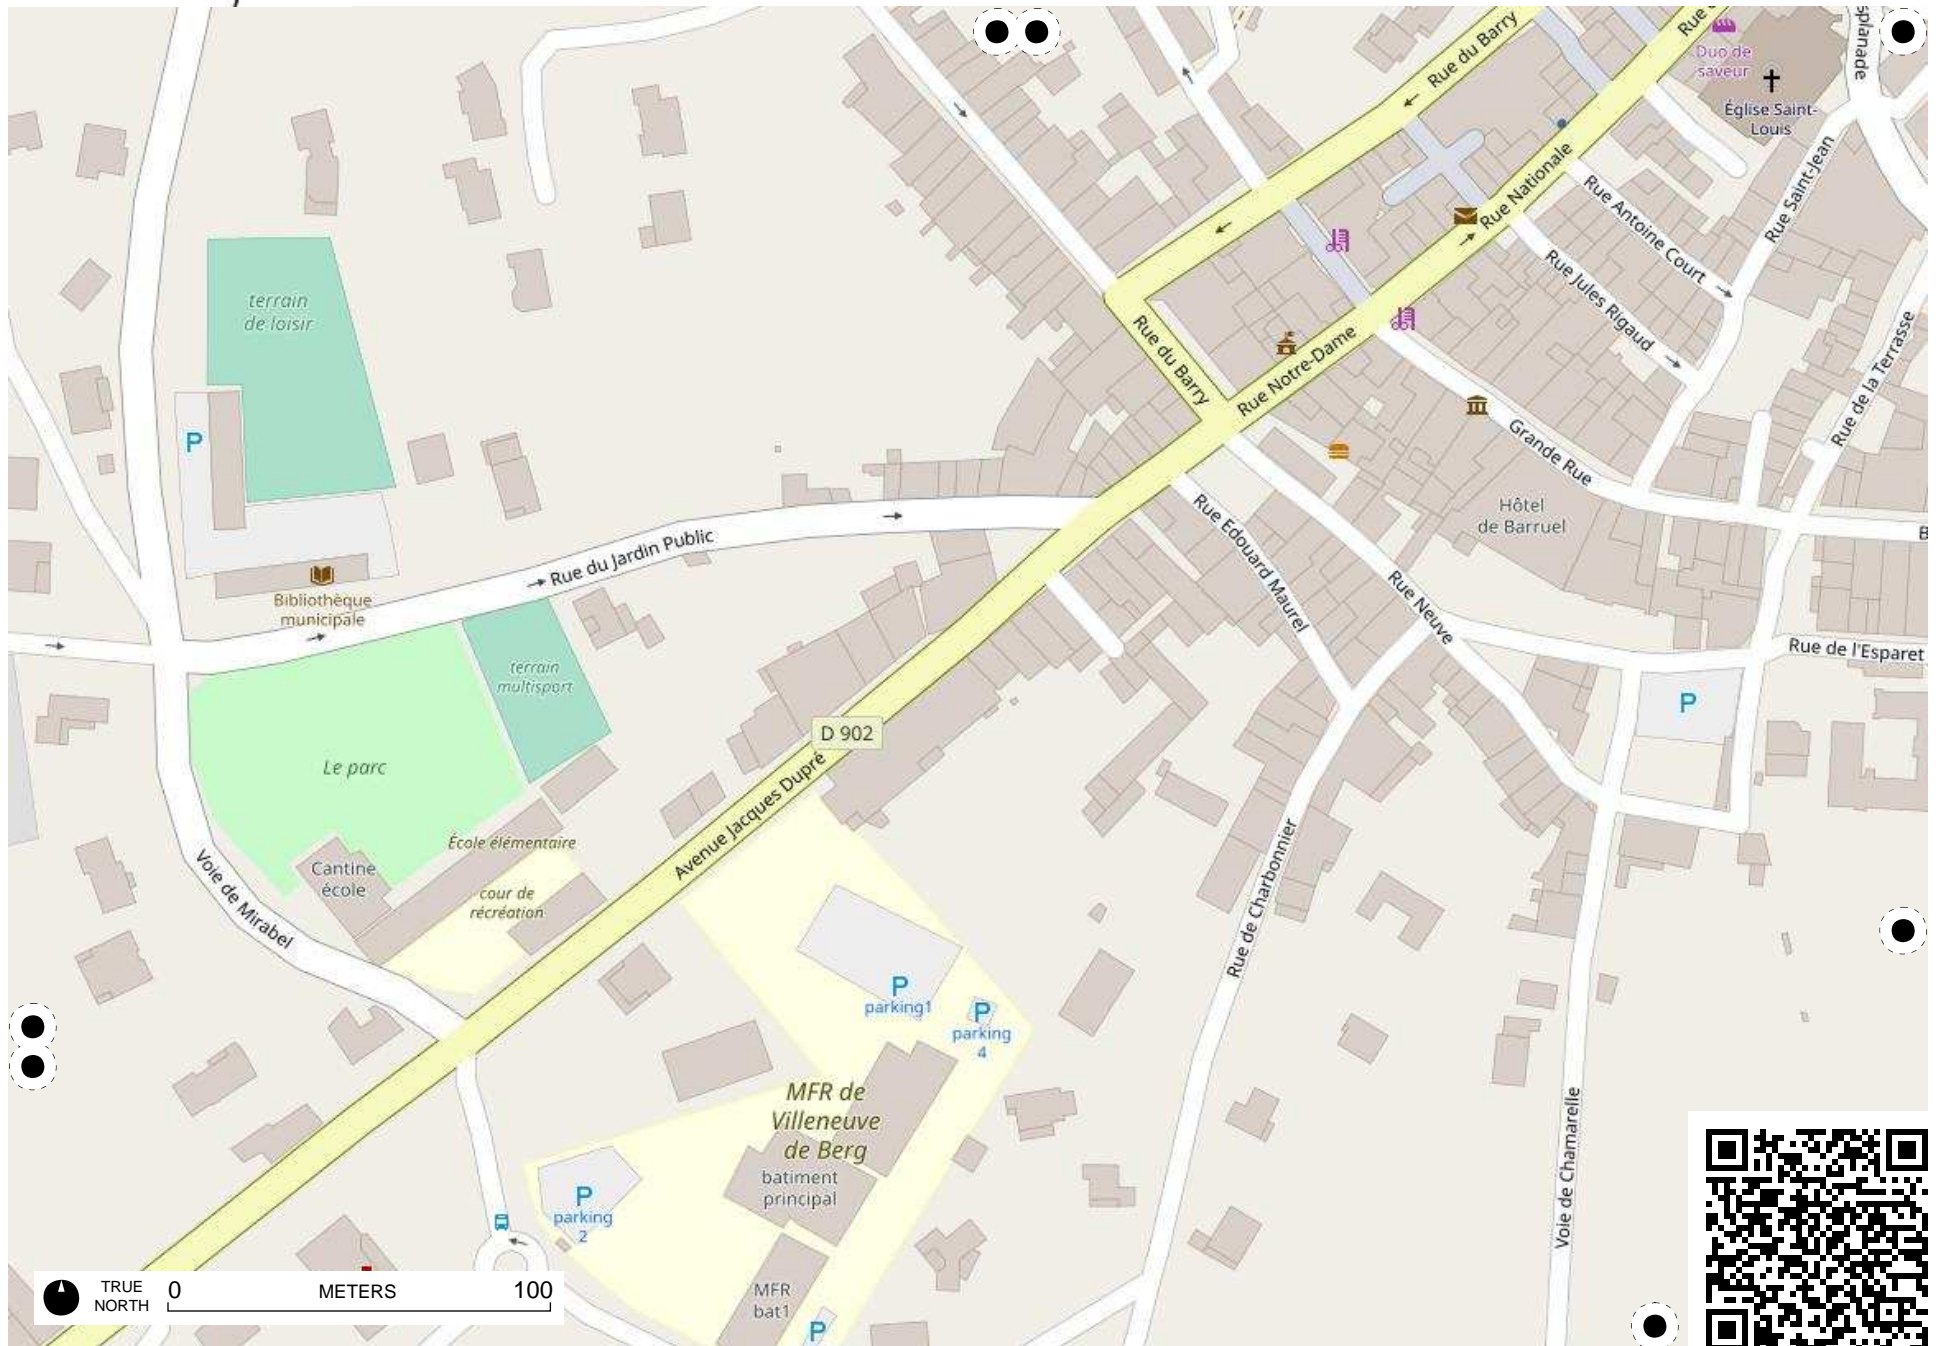 Rue du Barry
Duo de
saveur
Église Saint-
Louis
Rue Nationale
Rue Saint-Jean
Rue Antoine Court
Rue Jules Rigaud
Rue de la Terrasse
terrain
de loisir
Rue du Barry
Rue Notre-Dame
P
Grande Rue
Hôtel
de Barruel
Rue du Jardin Public
Rue Edouard Maurel
Rue Neuve
Bibliothèque
municipale
Rue de l'Esparet
terrain
multisport
P
D 902
Le parc
Avenue Jacques Dupré
École élémentaire
Cantine
école
cour de
récréation
Voie de Mirabel
Rue de Charbonnier
P
parking1
P
parking
4
MFR de
Villeneuve
de Berg
batiment
principal
P
parking
2
Voie de Chamarelle
MFR
bat1
P
TRUE
NORTH
0 METERS 100